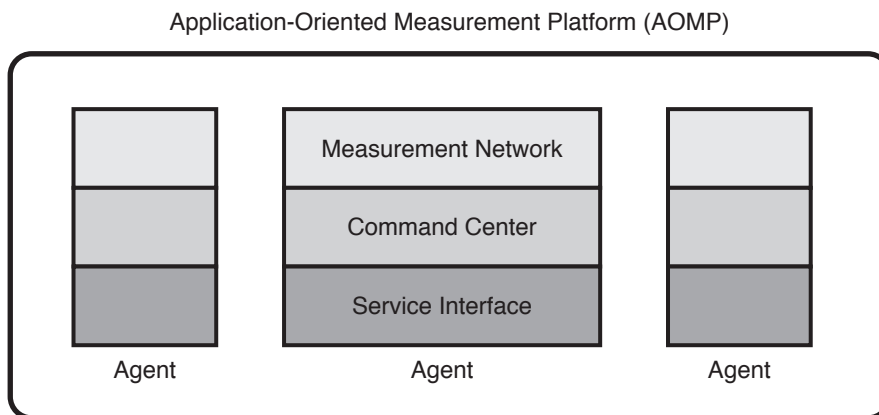 Application-Oriented Measurement Platform (AOMP)
Measurement Network
Command Center
Service Interface
Agent
Agent
Agent